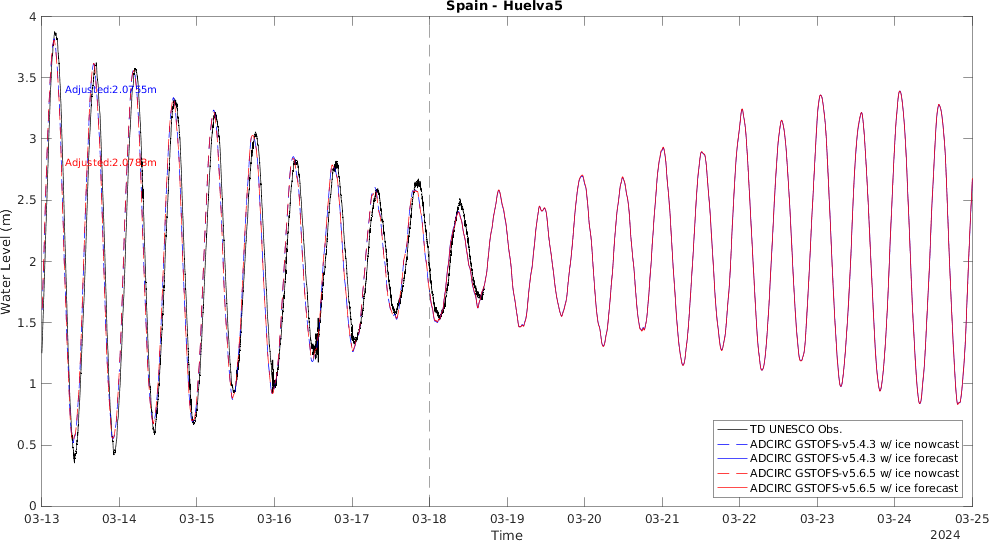 Spain - Huelva5
4
3.5
3
2.5
2
1.5
1
0.5
0
Water Level (m)
Adjusted:2.0755m
Adjusted:2.0783m
TD UNESCO Obs.
ADCIRC GSTOFS-v5.4.3 w/ ice nowcast
ADCIRC GSTOFS-v5.4.3 w/ ice forecast
ADCIRC GSTOFS-v5.6.5 w/ ice nowcast
ADCIRC GSTOFS-v5.6.5 w/ ice forecast
03-13 03-14 03-15 03-16 03-17 03-18 03-19 03-20 03-21 03-22 03-23 03-24 03-25
Time
2024